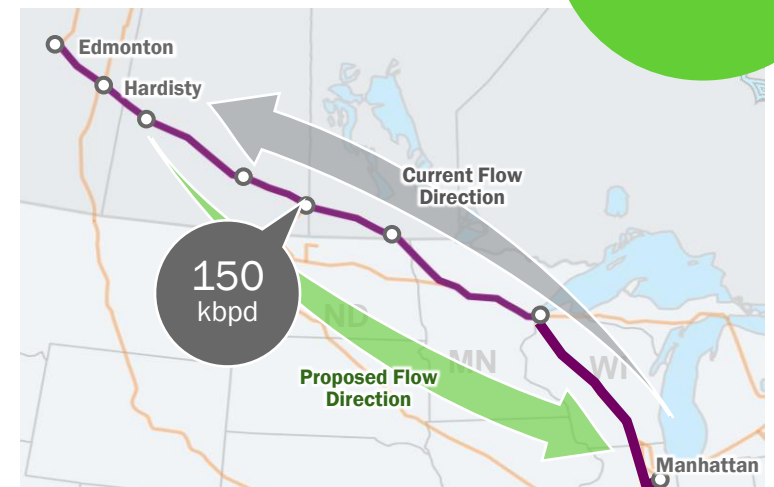 Edmonton
Hardisty
Current Flow
Direction
150
kbpd
ND
MN
WI
Proposed Flow
Direction
Manhattan